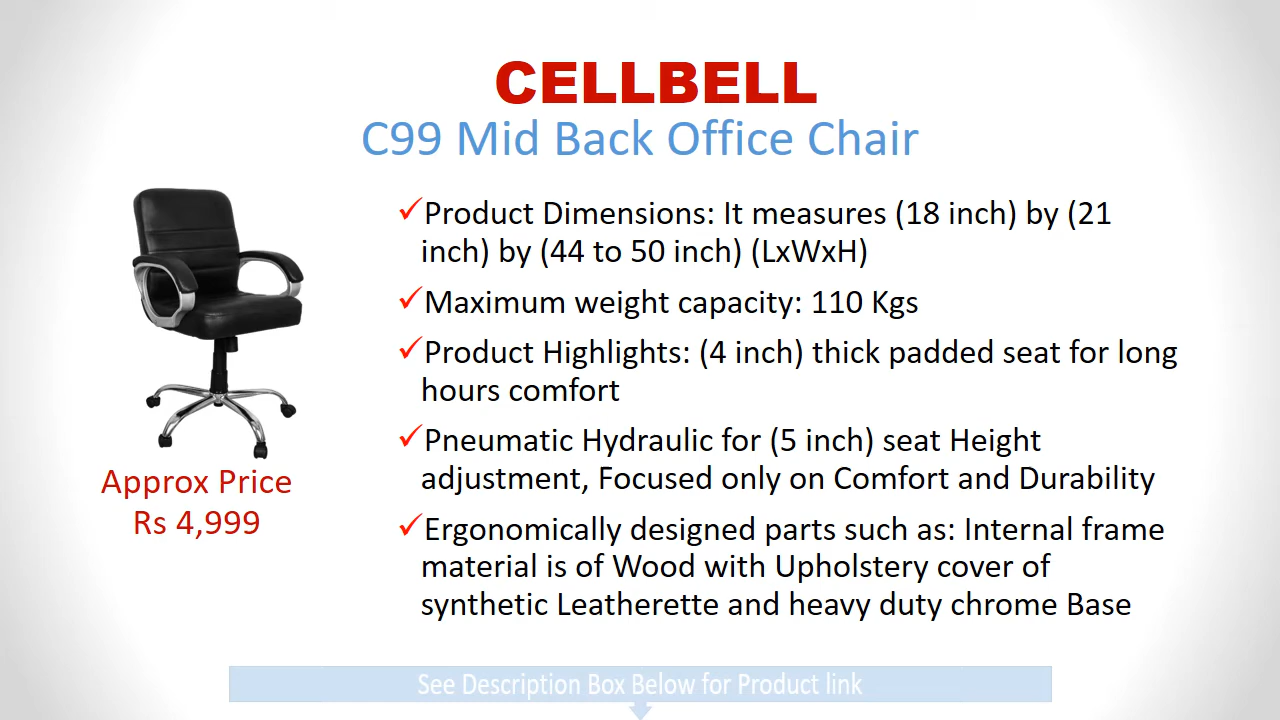 CELLBELL
C99 Mid Back Office Chair
✓Product Dimensions: It measures (18 inch) by (21
inch) by (44 to 50 inch) (LxWxH)
✓Maximum weight capacity: 110 Kgs
✓Product Highlights: (4 inch) thick padded seat for long
hours comfort
✓Pneumatic Hydraulic for (5 inch) seat Height
adjustment, Focused only on Comfort and Durability
✓Ergonomically designed parts such as: Internal frame
material is of Wood with Upholstery cover of
synthetic Leatherette and heavy duty chrome Base
Approx Price
Rs 4,999
See Description Box Below for Product link